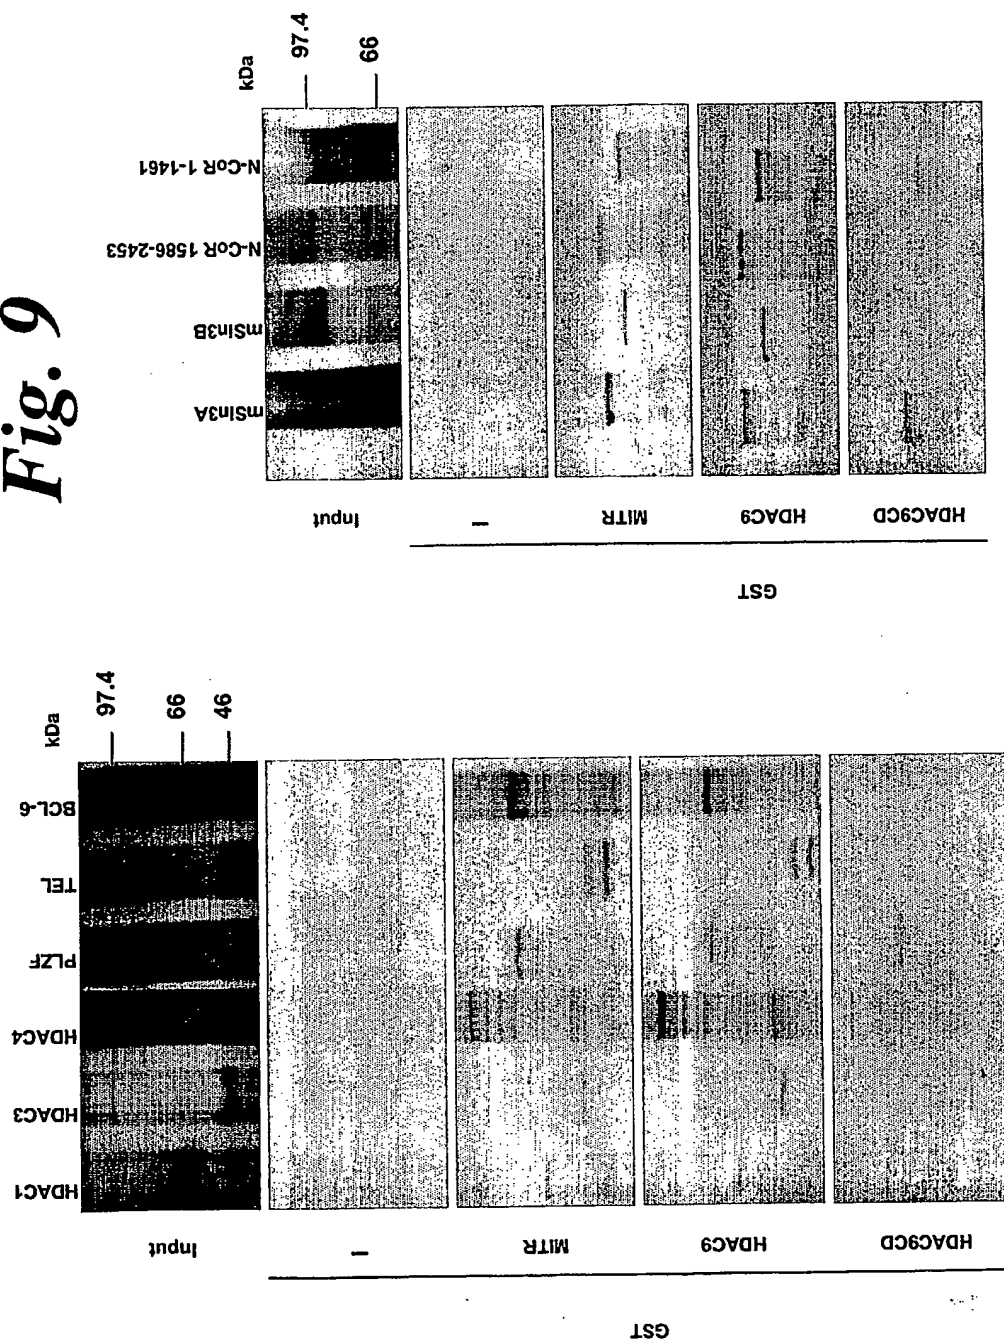 Fig. 9
HDAC1
HDAC3
HDAC4
PLZF
TEL
BCL-6
kDa
97.4
66
46
Input
–
MITR
HDAC9
HDAC9CD
GST
mSin3A
mSin3B
N-CoR 1586-2453
N-CoR 1-1461
kDa
97.4
66
Input
–
MITR
HDAC9
HDAC9CD
GST